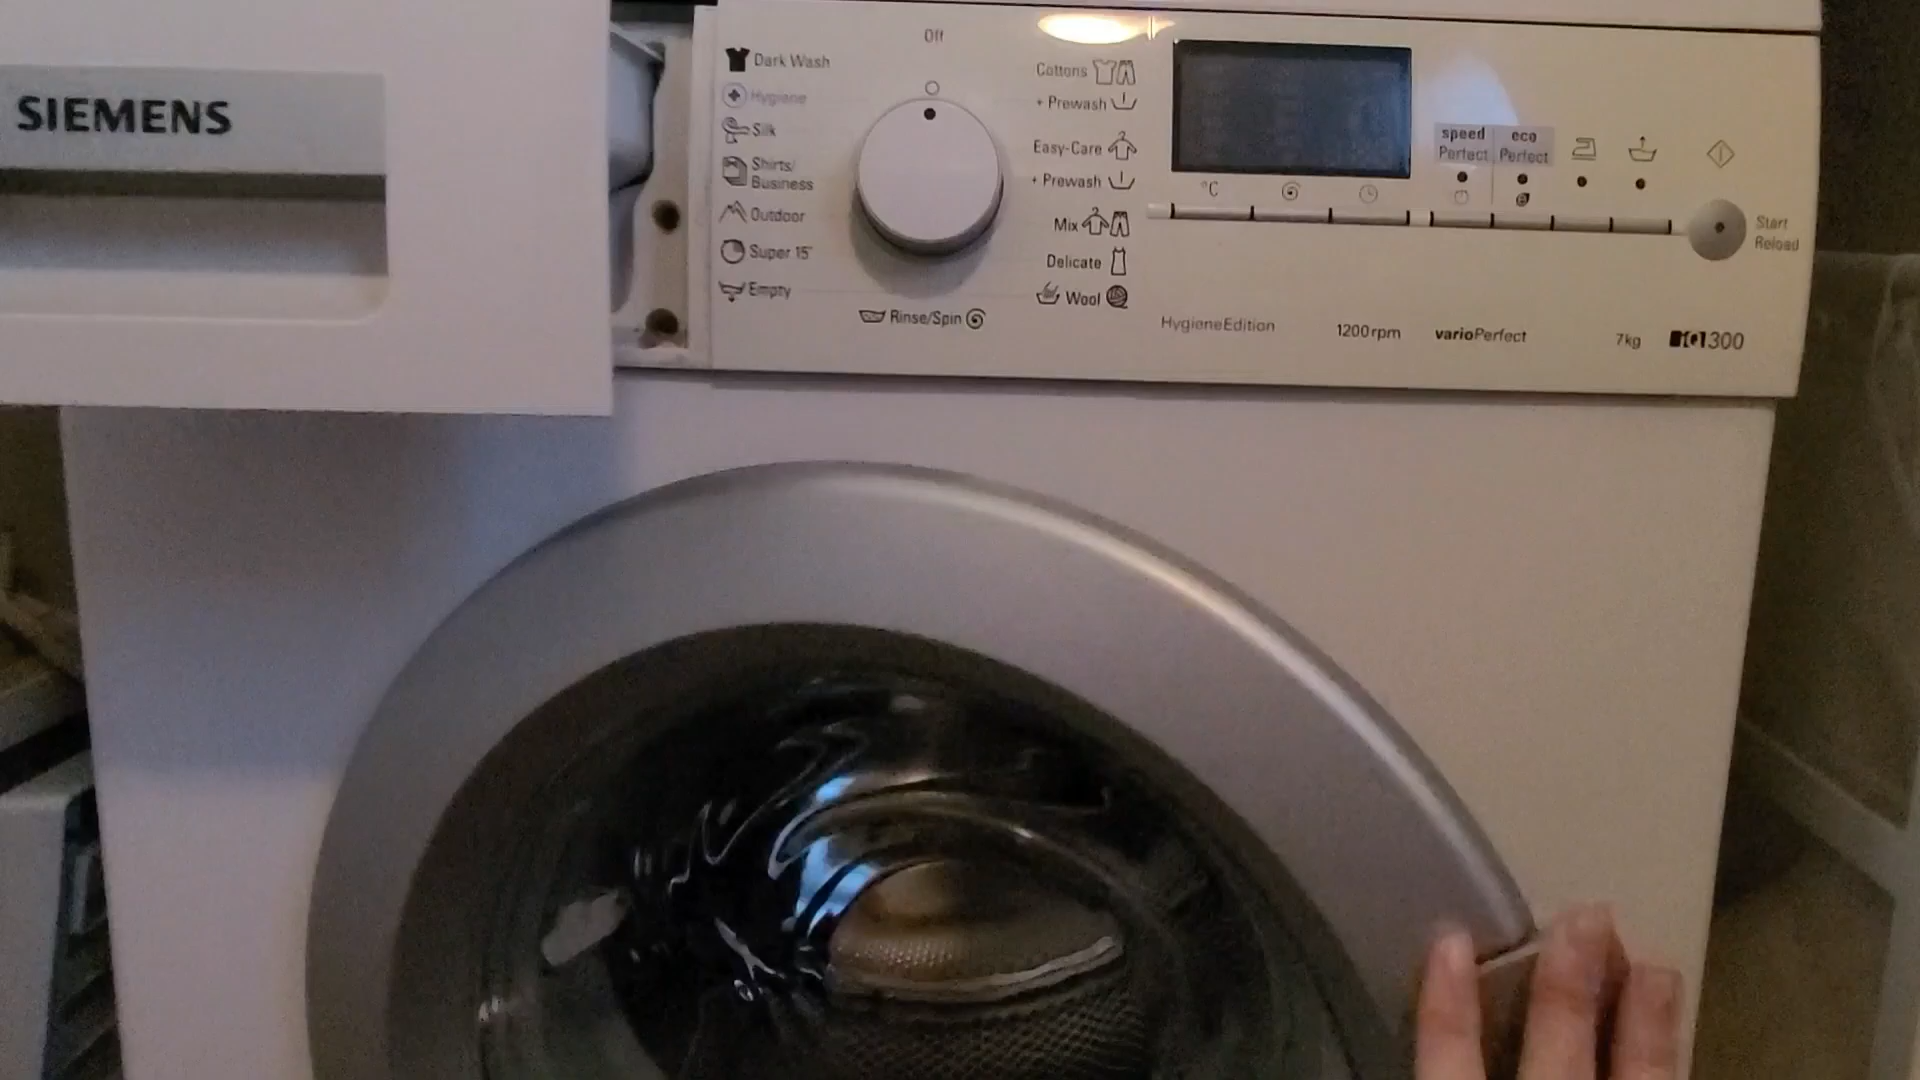 SIEMENS
Off
Dark Wash
Hygiene
Silk
Shirts/
Business
Outdoor
Super 15'
Empty
Rinse/Spin
Cottons
+ Prewash
Easy-Care
+ Prewash
Mix
Delicate
Wool
°C
speed
Perfect
eco
Perfect
Start
Reload
HygieneEdition
1200rpm
varioPerfect
7kg
iQ300